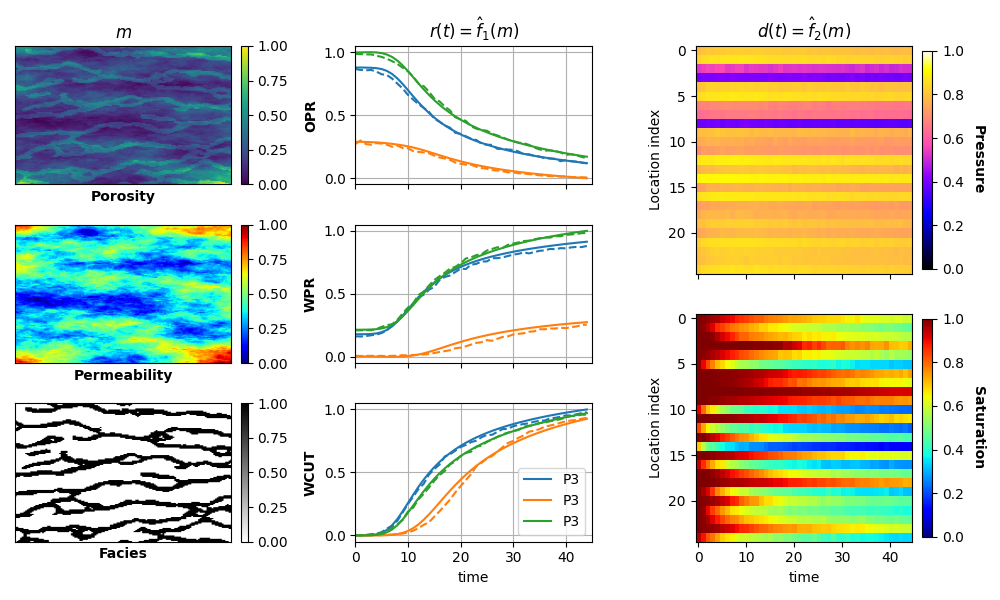 m
1.00
0.75
0.50
0.25
0.00
Porosity
1.00
0.75
0.50
0.25
0.00
Permeability
1.00
0.75
0.50
0.25
0.00
Facies
r(t) = f̂₁(m)
1.0
0.5
0.0
OPR
1.0
0.5
0.0
WPR
1.0
0.5
0.0
WCUT
P3
P3
P3
0 10 20 30 40
time
d(t) = f̂₂(m)
0
5
10
15
20
Location index
1.0
0.8
0.6
0.4
0.2
0.0
Pressure
0
5
10
15
20
Location index
0 10 20 30 40
time
1.0
0.8
0.6
0.4
0.2
0.0
Saturation